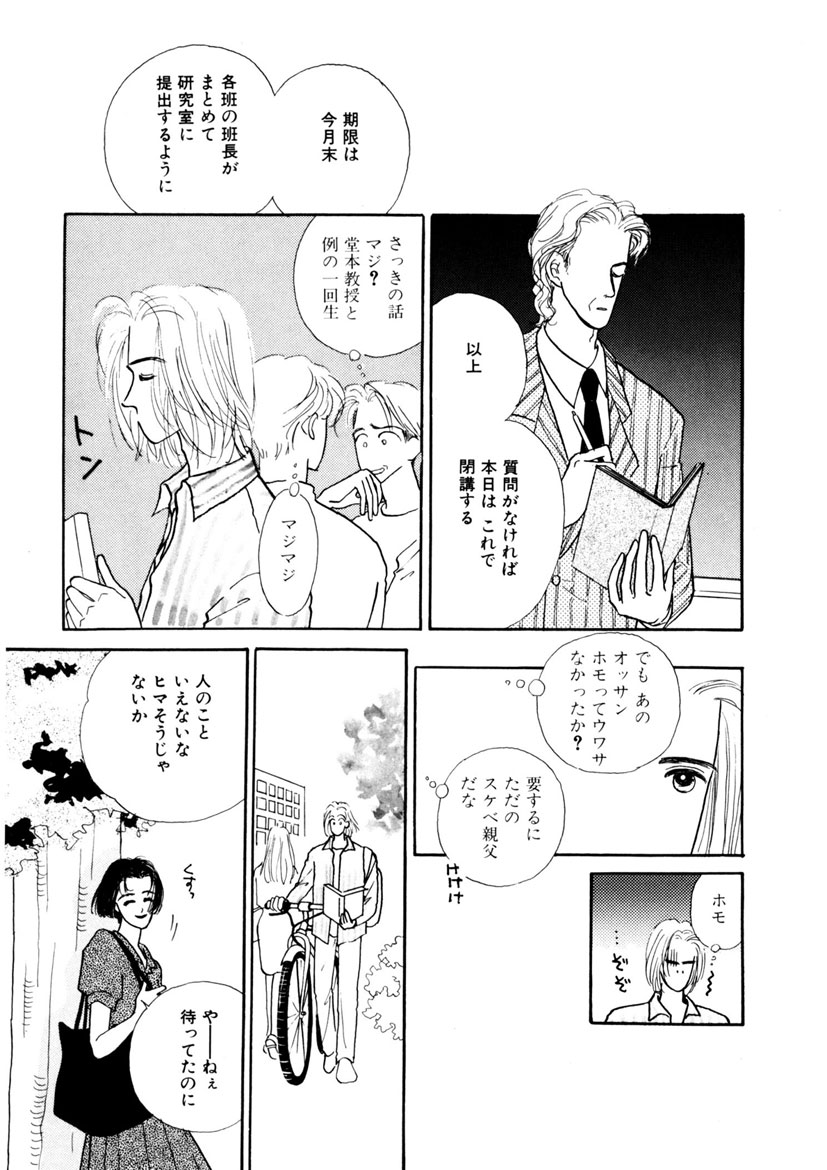 期限は
今月末
各班の班長が
まとめて
研究室に
提出するように
以上
質問がなければ
本日は これで
閉講する
さっきの話
マジ?
堂本教授と
例の一回生
マジマジ
トン
でも あの
オッサン
ホモってウワサ
なかったか?
要するに
ただの
スケベ親父
だな
けけけ
ホモ
…ぞぞ
人のこと
いえないな
ヒマそうじゃ
ないか
くすっ
やーねぇ
待ってたのに